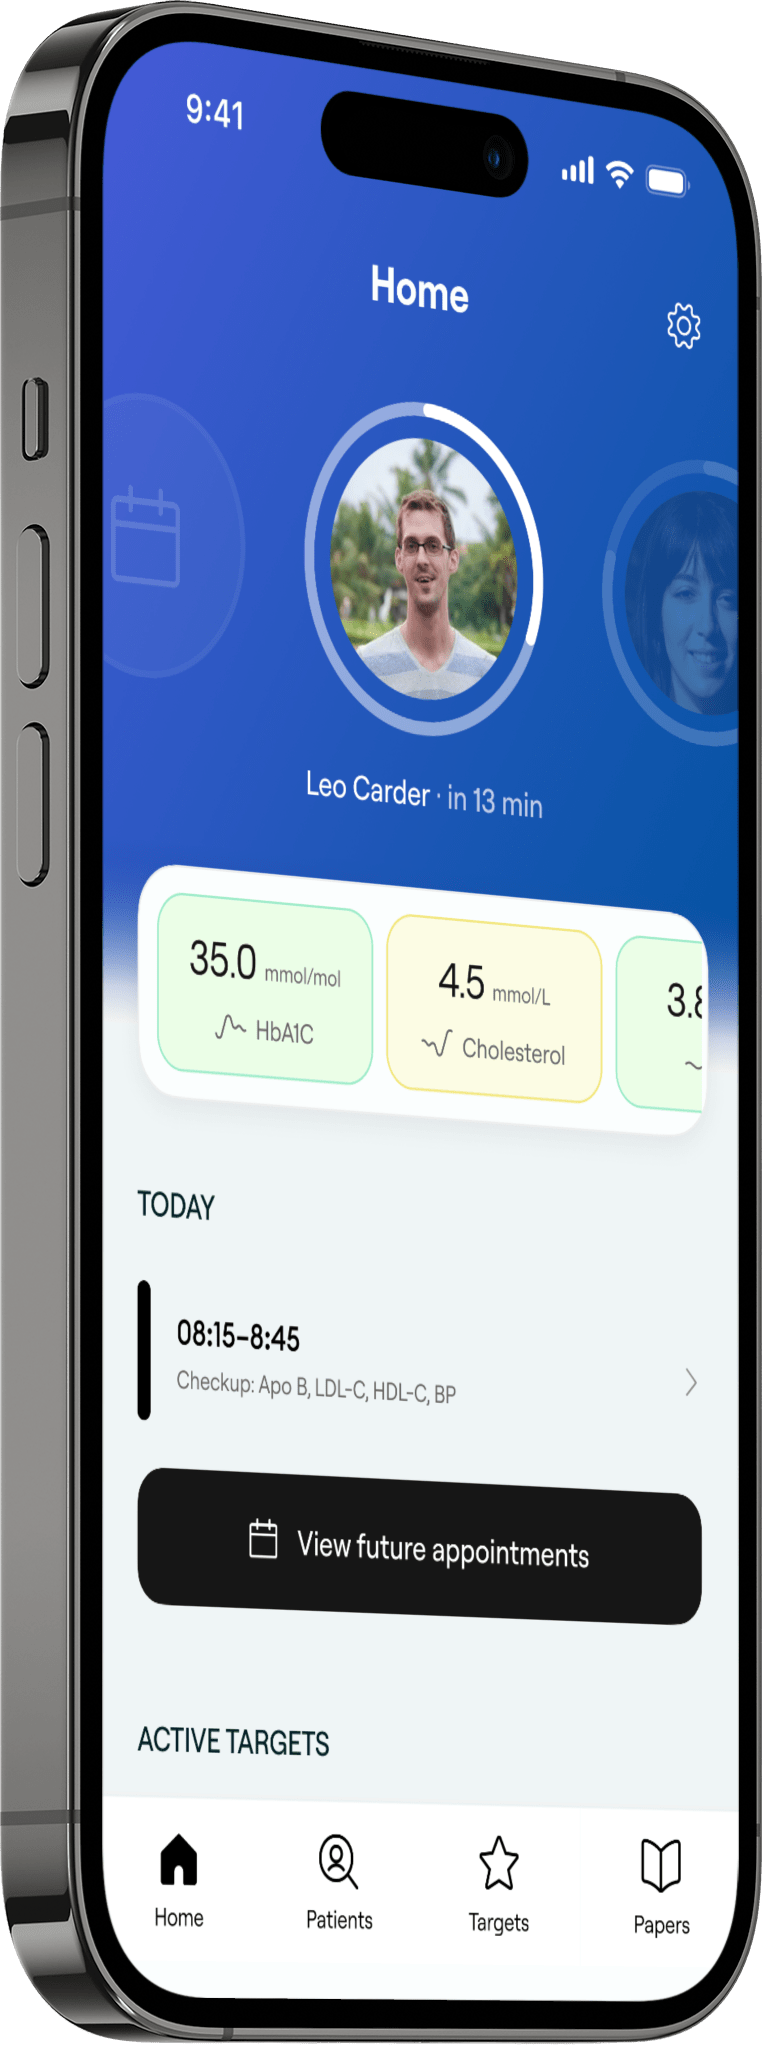 9:41
Home
Leo Carder · in 13 min
35.0 mmol/mol
HbA1C
4.5 mmol/L
Cholesterol
3.8
TODAY
08:15–8:45
Checkup: Apo B, LDL-C, HDL-C, BP
View future appointments
ACTIVE TARGETS
Home
Patients
Targets
Papers